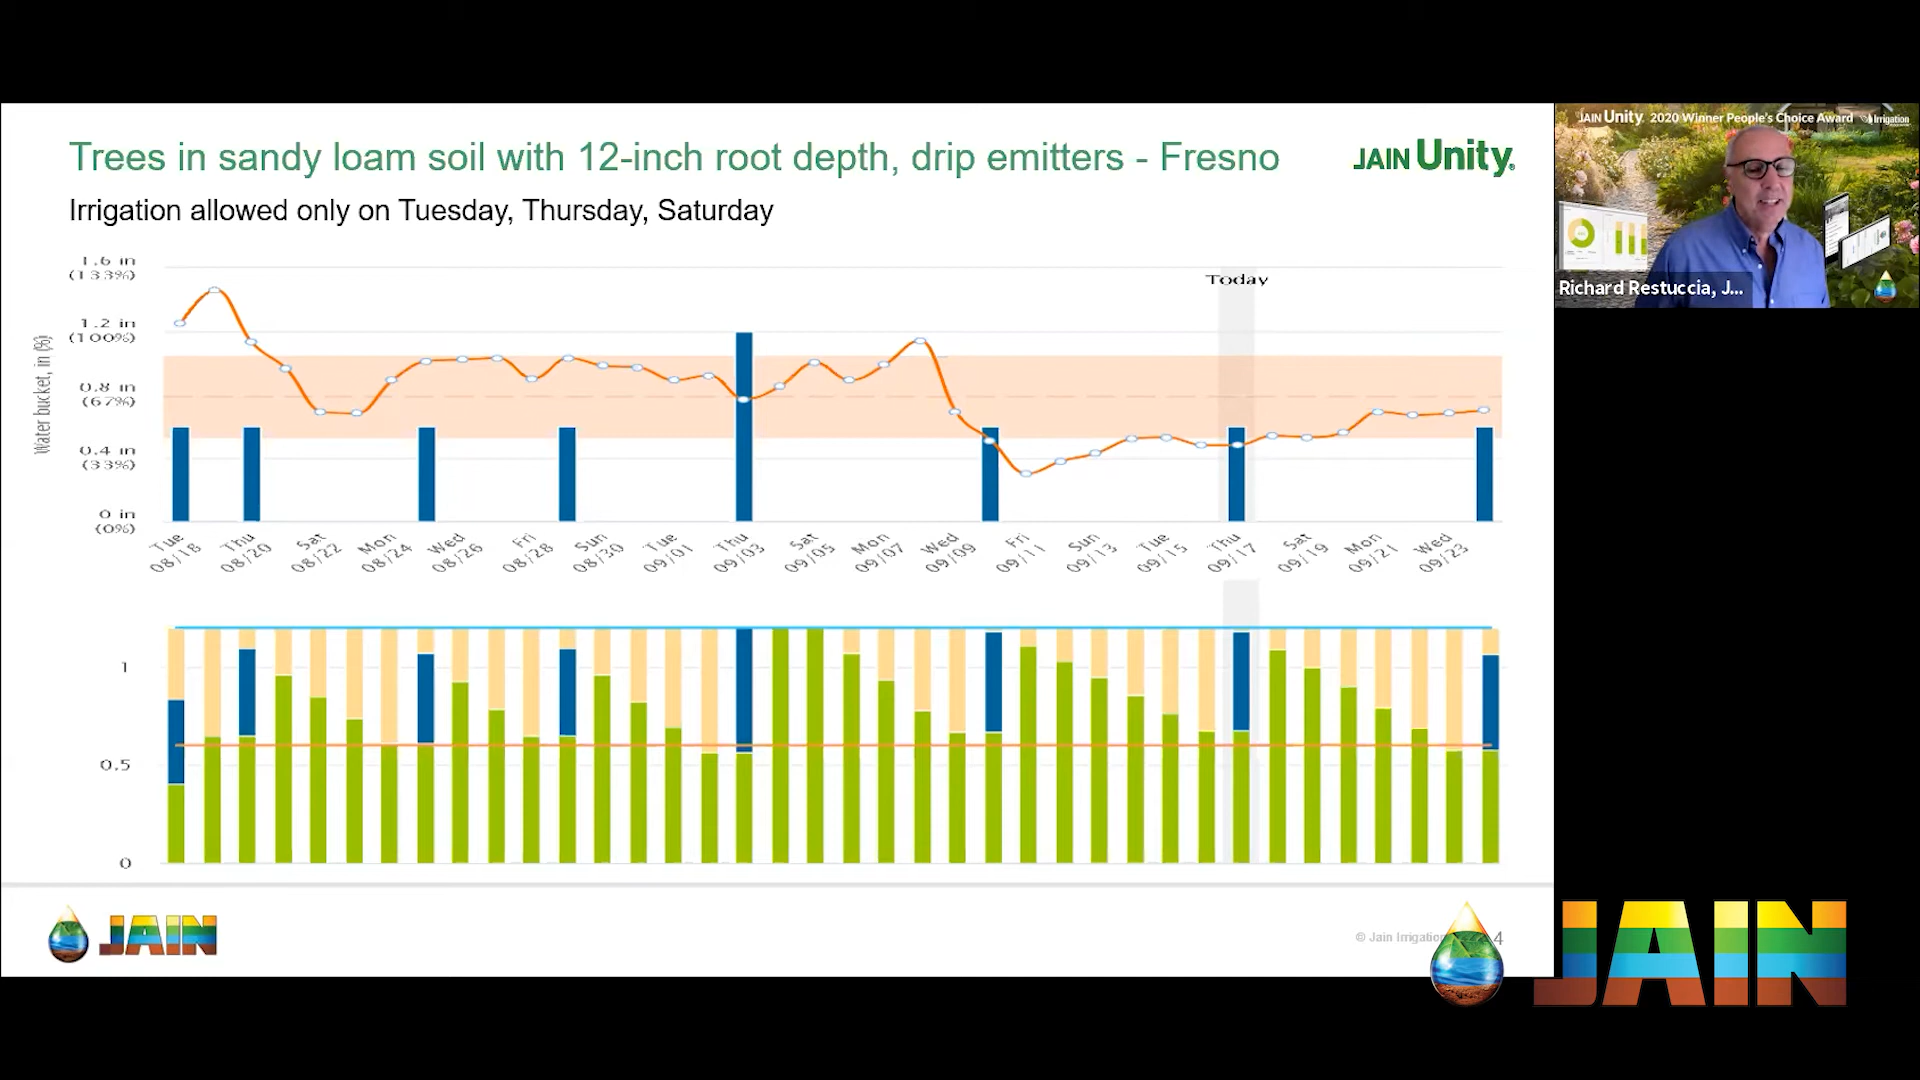 Trees in sandy loam soil with 12-inch root depth, drip emitters - Fresno
JAIN Unity®
Irrigation allowed only on Tuesday, Thursday, Saturday
Water bucket, in (%)
1.6 in
(133%)
1.2 in
(100%)
0.8 in
(67%)
0.4 in
(33%)
0 in
(0%)
Today
Tue 08/18
Thu 08/20
Sat 08/22
Mon 08/24
Wed 08/26
Fri 08/28
Sun 08/30
Tue 09/01
Thu 09/03
Sat 09/05
Mon 09/07
Wed 09/09
Fri 09/11
Sun 09/13
Tue 09/15
Thu 09/17
Sat 09/19
Mon 09/21
Wed 09/23
1
0.5
0
JAIN
© Jain Irrigation
4
JAIN Unity. 2020 Winner People's Choice Award
Irrigation
Richard Restuccia, J...
JAIN